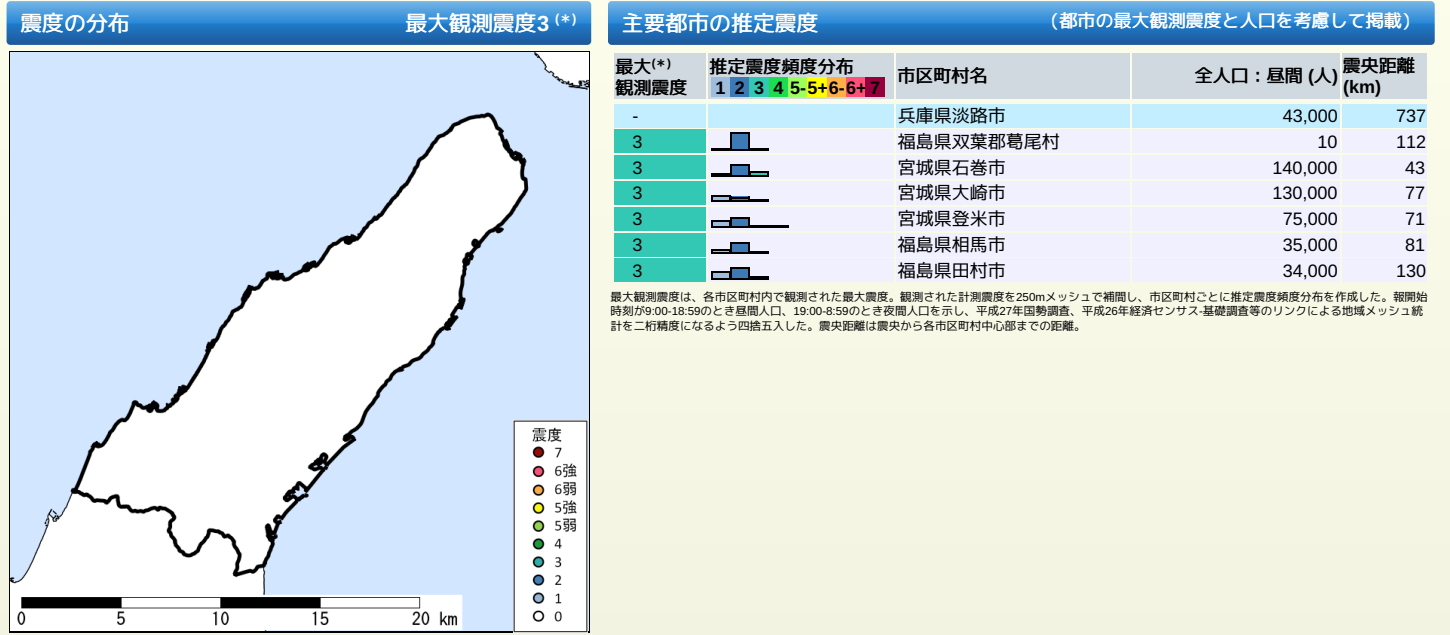 震度の分布 最大観測震度3 (*)
震度
7
6強
6弱
5強
5弱
4
3
2
1
0
0 5 10 15 20 km
主要都市の推定震度 （都市の最大観測震度と人口を考慮して掲載）
最大(*) 観測震度 推定震度頻度分布 1 2 3 4 5- 5+ 6- 6+ 7 市区町村名 全人口：昼間 (人) 震央距離 (km)
- 兵庫県淡路市 43,000 737
3 福島県双葉郡葛尾村 10 112
3 宮城県石巻市 140,000 43
3 宮城県大崎市 130,000 77
3 宮城県登米市 75,000 71
3 福島県相馬市 35,000 81
3 福島県田村市 34,000 130
最大観測震度は、各市区町村内で観測された最大震度。観測された計測震度を250mメッシュで補間し、市区町村ごとに推定震度頻度分布を作成した。報開始
時刻が9:00-18:59のとき昼間人口、19:00-8:59のとき夜間人口を示し、平成27年国勢調査、平成26年経済センサス-基礎調査等のリンクによる地域メッシュ統
計を二桁精度になるよう四捨五入した。震央距離は震央から各市区町村中心部までの距離。